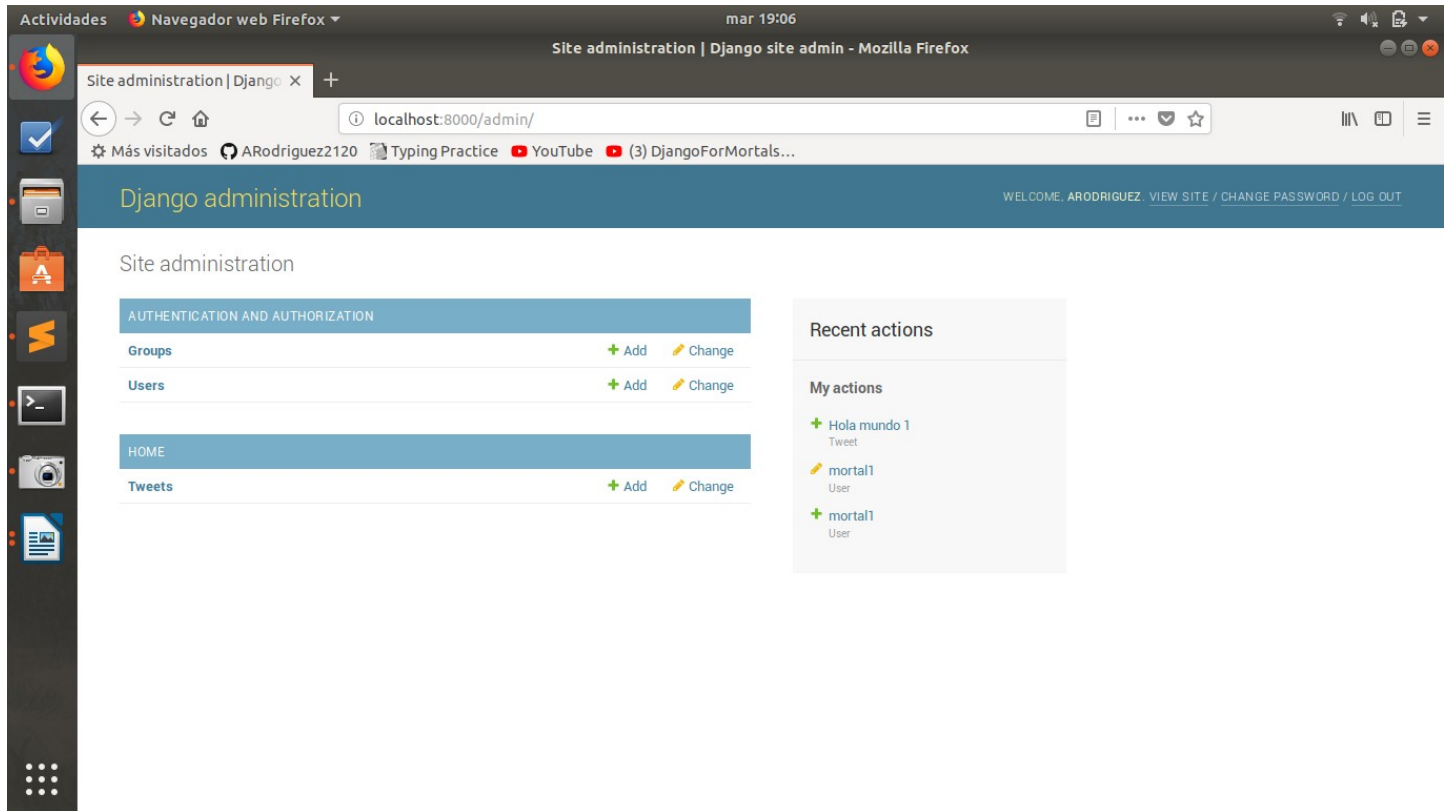 Actividades Navegador web Firefox mar 19:06
Site administration | Django site admin - Mozilla Firefox
Site administration | Django
localhost:8000/admin/
Más visitados ARodriguez2120 Typing Practice YouTube (3) DjangoForMortals...
Django administration WELCOME, ARODRIGUEZ. VIEW SITE / CHANGE PASSWORD / LOG OUT
Site administration
AUTHENTICATION AND AUTHORIZATION
Groups Add Change
Users Add Change
HOME
Tweets Add Change
Recent actions
My actions
Hola mundo 1
Tweet
mortal1
User
mortal1
User